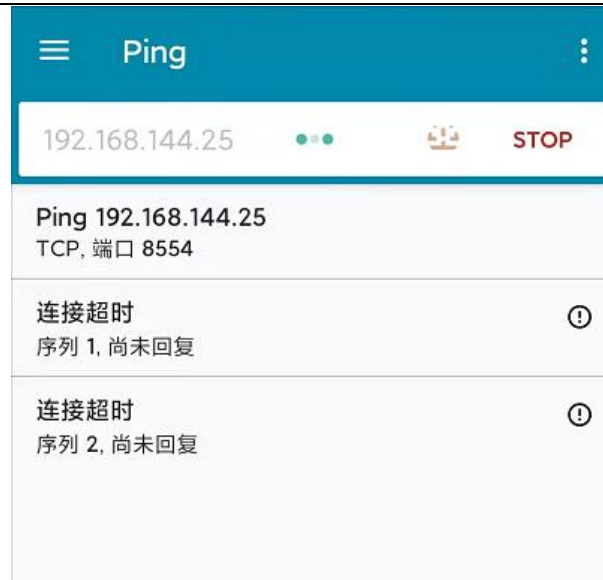 Ping
192.168.144.25
STOP
Ping 192.168.144.25
TCP, 端口 8554
连接超时
序列 1, 尚未回复
连接超时
序列 2, 尚未回复